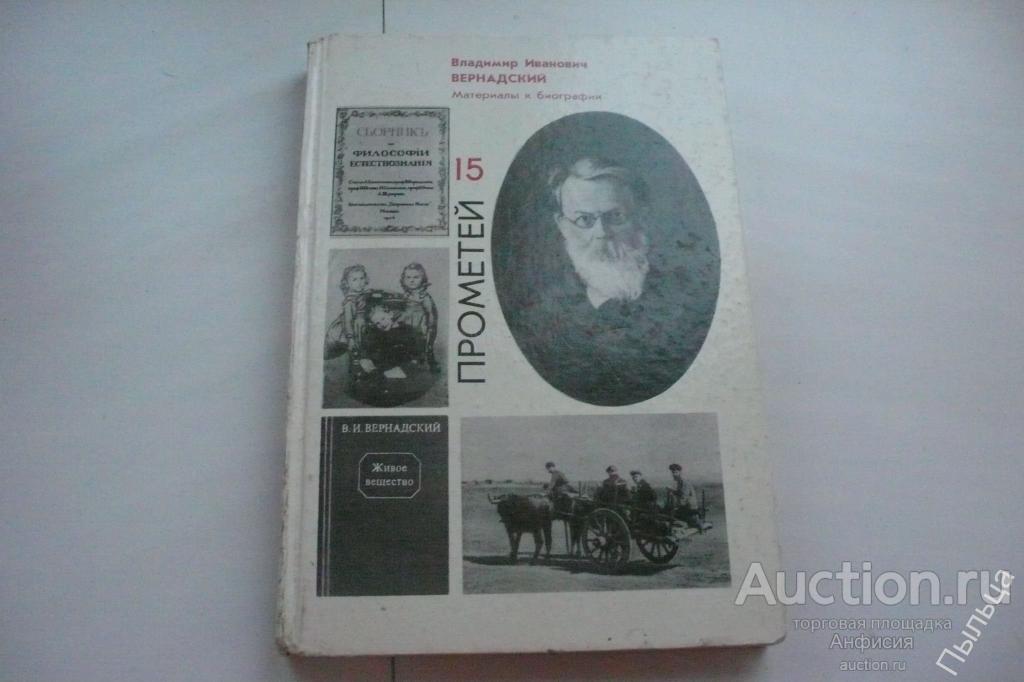 Владимир Иванович
ВЕРНАДСКИЙ
Материалы к биографии
15
ПРОМЕТЕЙ
СБОРНИКЪ
ФИЛОСОФІИ
ЕСТЕСТВОЗНАНІЯ
В. И. ВЕРНАДСКИЙ
Живое
вещество
Auction.ru
торговая площадка
Анфисия
auction.ru
Пыльца